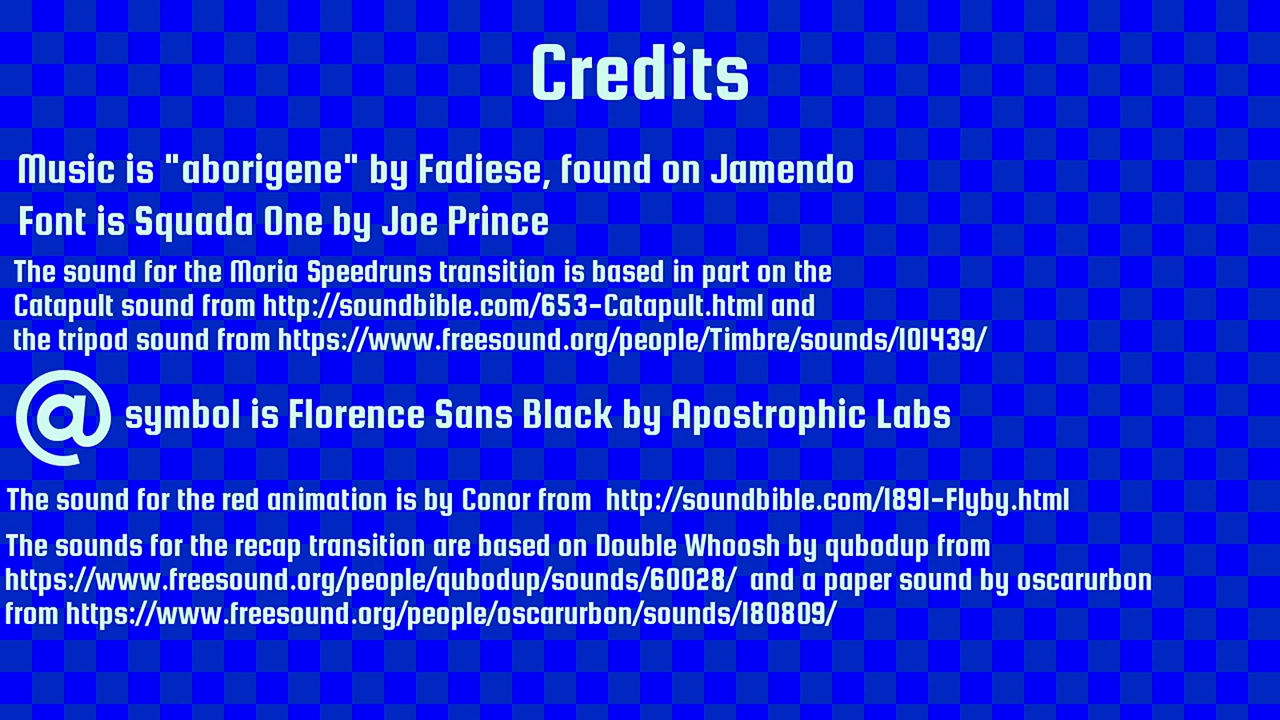 Credits
Music is "aborigene" by Fadiese, found on Jamendo
Font is Squada One by Joe Prince
The sound for the Moria Speedruns transition is based in part on the
Catapult sound from http://soundbible.com/653-Catapult.html and
the tripod sound from https://www.freesound.org/people/Timbre/sounds/101439/
@ symbol is Florence Sans Black by Apostrophic Labs
The sound for the red animation is by Conor from http://soundbible.com/1891-Flyby.html
The sounds for the recap transition are based on Double Whoosh by qubodup from
https://www.freesound.org/people/qubodup/sounds/60028/ and a paper sound by oscarurbon
from https://www.freesound.org/people/oscarurbon/sounds/180809/